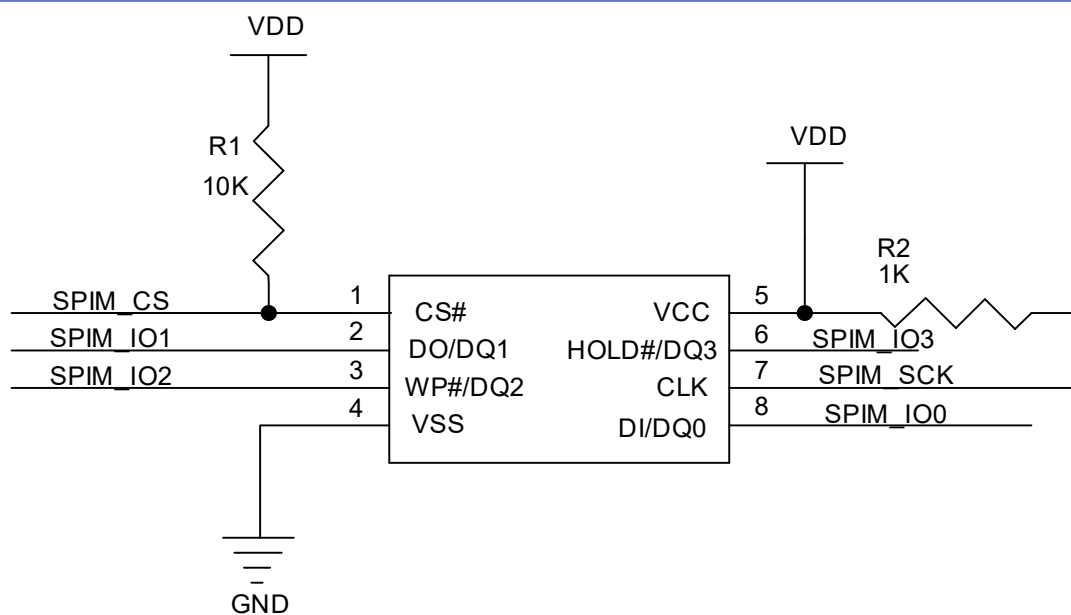 VDD
R1
10K
VDD
R2
1K
SPIM_CS
1
CS#
VCC
5
SPIM_IO1
2
DO/DQ1
HOLD#/DQ3
6
SPIM_IO3
SPIM_IO2
3
WP#/DQ2
CLK
7
SPIM_SCK
4
VSS
DI/DQ0
8
SPIM_IO0
GND